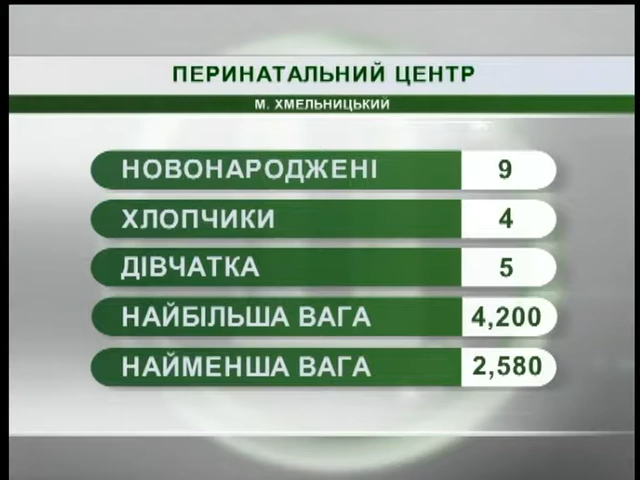 ПЕРИНАТАЛЬНИЙ ЦЕНТР
М. ХМЕЛЬНИЦЬКИЙ
НОВОНАРОДЖЕНІ 9
ХЛОПЧИКИ 4
ДІВЧАТКА 5
НАЙБІЛЬША ВАГА 4,200
НАЙМЕНША ВАГА 2,580